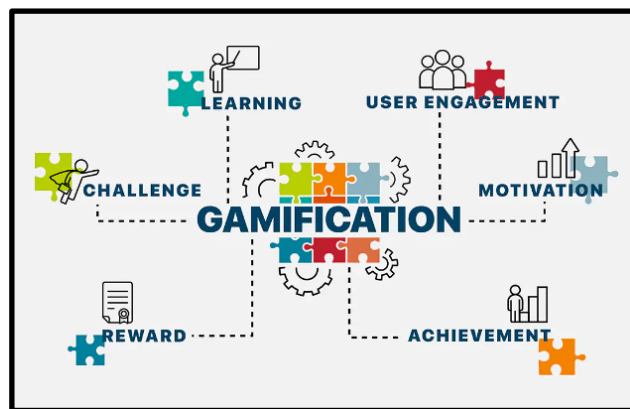 LEARNING
USER ENGAGEMENT
CHALLENGE
MOTIVATION
GAMIFICATION
REWARD
ACHIEVEMENT